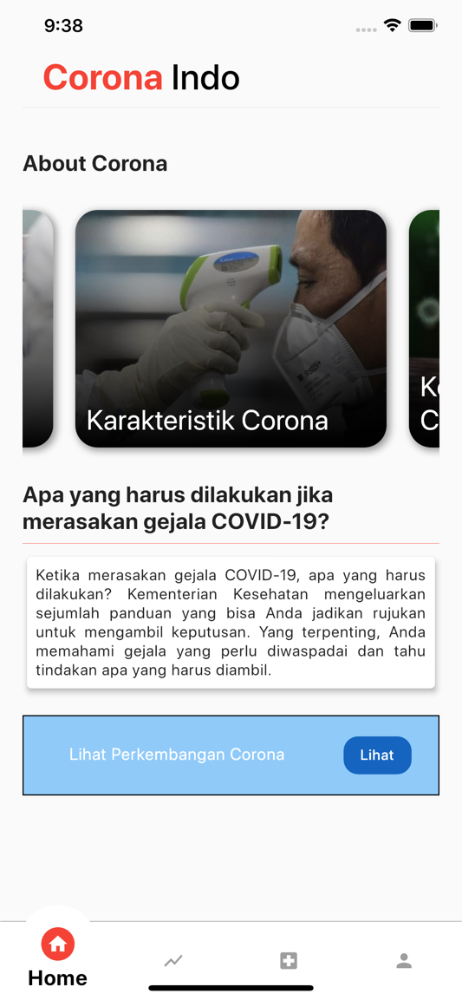 9:38
Corona Indo
About Corona
Karakteristik Corona
Apa yang harus dilakukan jika
merasakan gejala COVID-19?
Ketika merasakan gejala COVID-19, apa yang harus
dilakukan? Kementerian Kesehatan mengeluarkan
sejumlah panduan yang bisa Anda jadikan rujukan
untuk mengambil keputusan. Yang terpenting, Anda
memahami gejala yang perlu diwaspadai dan tahu
tindakan apa yang harus diambil.
Lihat Perkembangan Corona
Lihat
Home